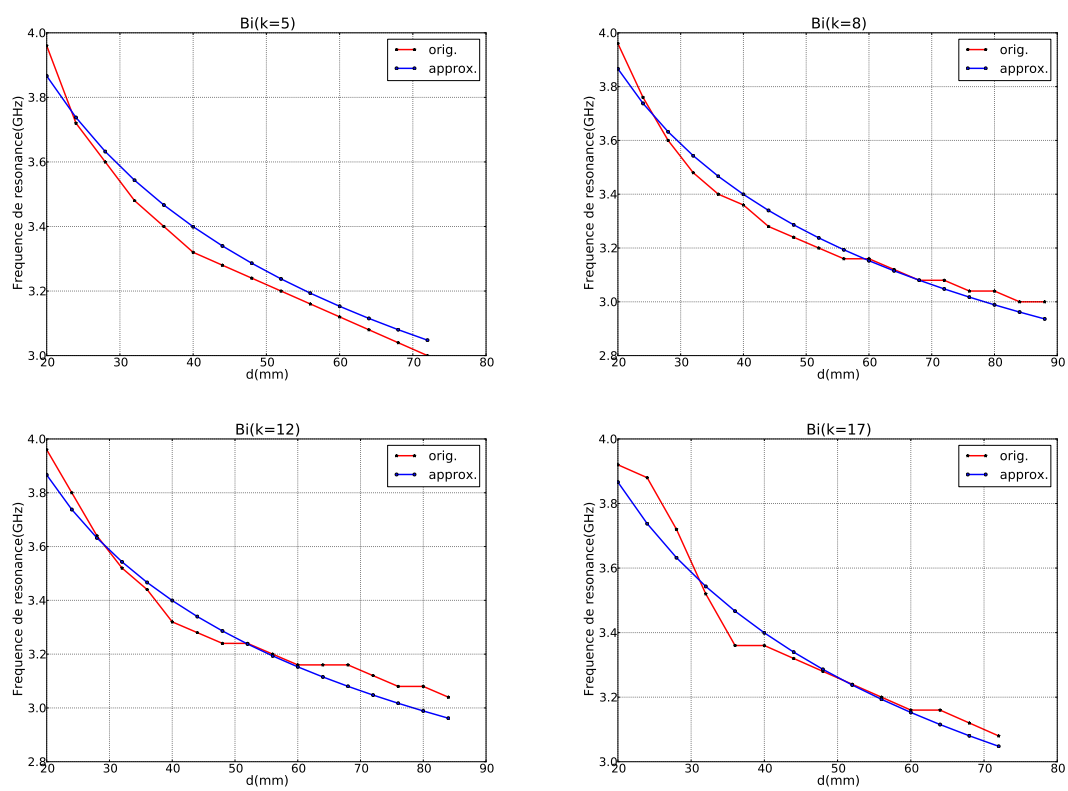 Bi(k=5)
4.0
3.8
3.6
3.4
3.2
3.0
Frequence de resonance(GHz)
orig.
approx.
20 30 40 50 60 70 80
d(mm)
Bi(k=8)
4.0
3.8
3.6
3.4
3.2
3.0
2.8
Frequence de resonance(GHz)
orig.
approx.
20 30 40 50 60 70 80 90
d(mm)
Bi(k=12)
4.0
3.8
3.6
3.4
3.2
3.0
2.8
Frequence de resonance(GHz)
orig.
approx.
20 30 40 50 60 70 80 90
d(mm)
Bi(k=17)
4.0
3.8
3.6
3.4
3.2
3.0
Frequence de resonance(GHz)
orig.
approx.
20 30 40 50 60 70 80
d(mm)